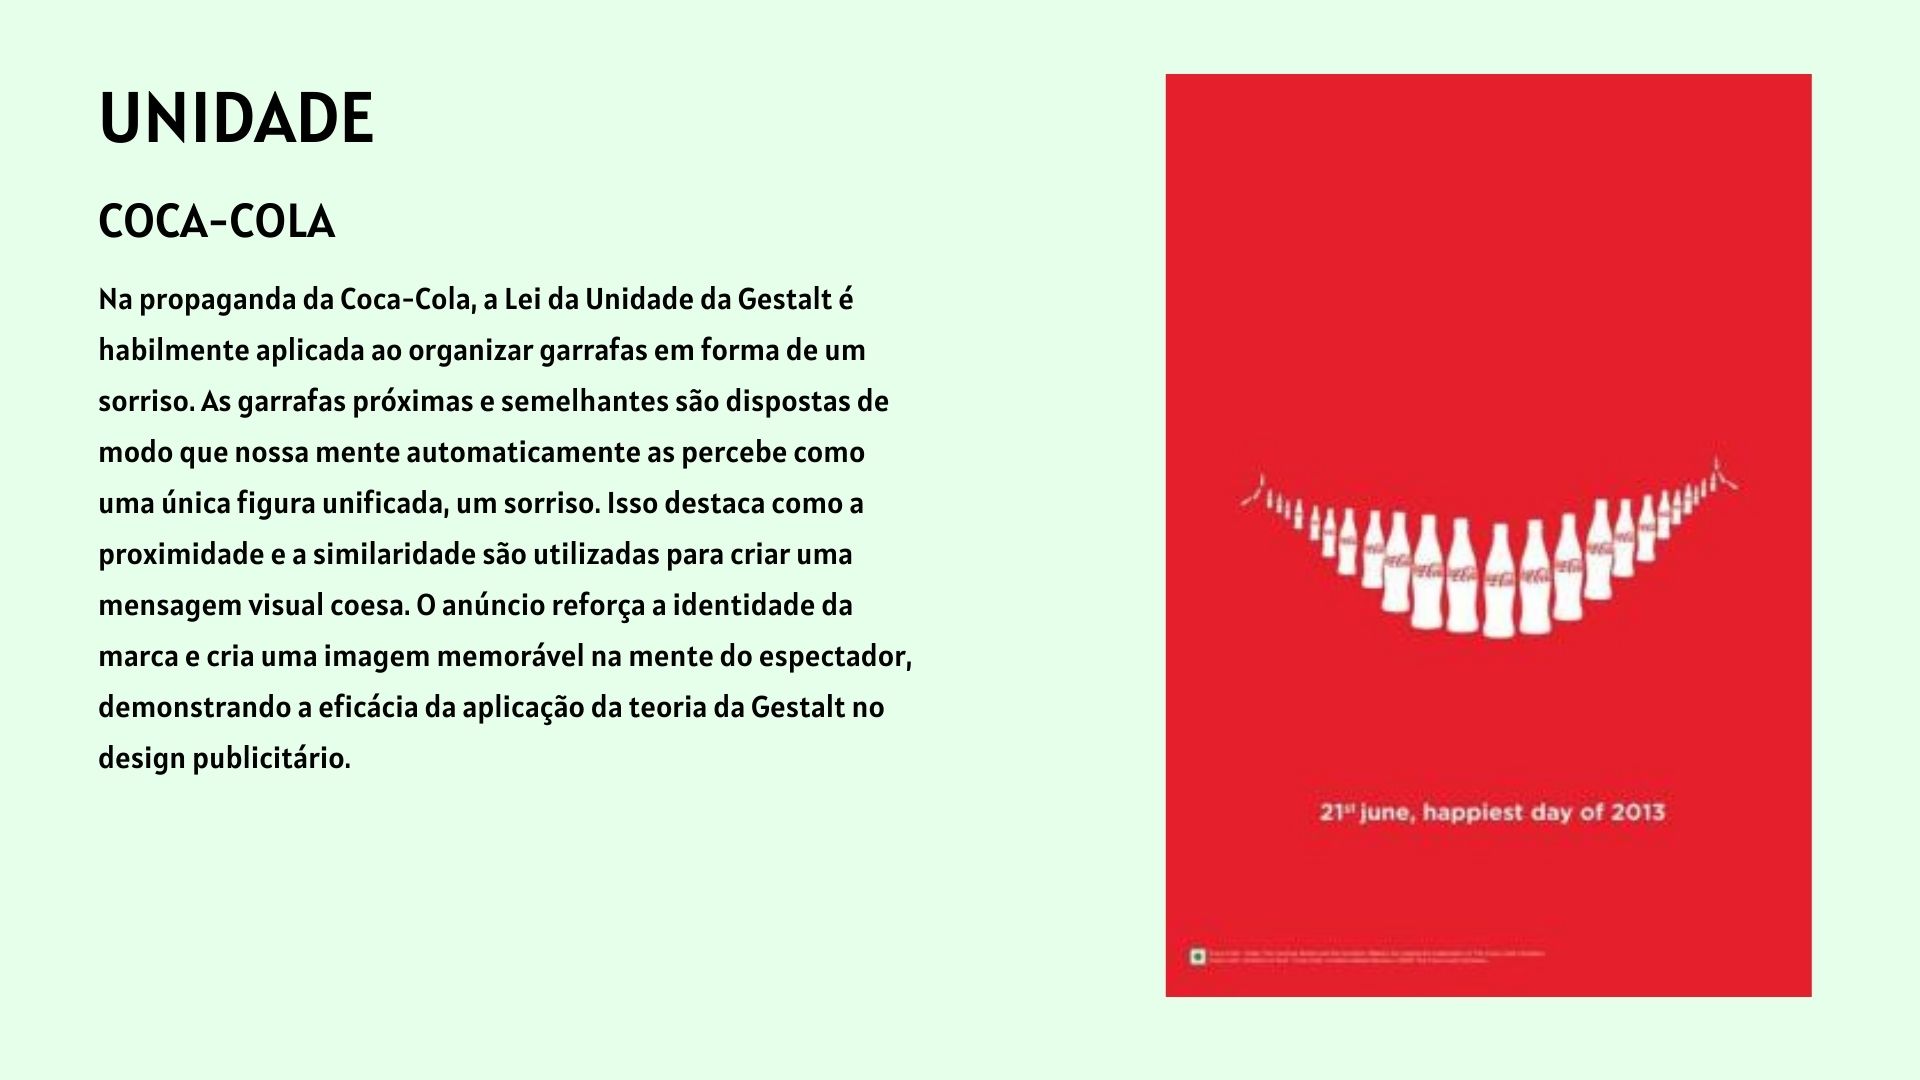 UNIDADE
COCA-COLA
Na propaganda da Coca-Cola, a Lei da Unidade da Gestalt é
habilmente aplicada ao organizar garrafas em forma de um
sorriso. As garrafas próximas e semelhantes são dispostas de
modo que nossa mente automaticamente as percebe como
uma única figura unificada, um sorriso. Isso destaca como a
proximidade e a similaridade são utilizadas para criar uma
mensagem visual coesa. O anúncio reforça a identidade da
marca e cria uma imagem memorável na mente do espectador,
demonstrando a eficácia da aplicação da teoria da Gestalt no
design publicitário.
21st june, happiest day of 2013